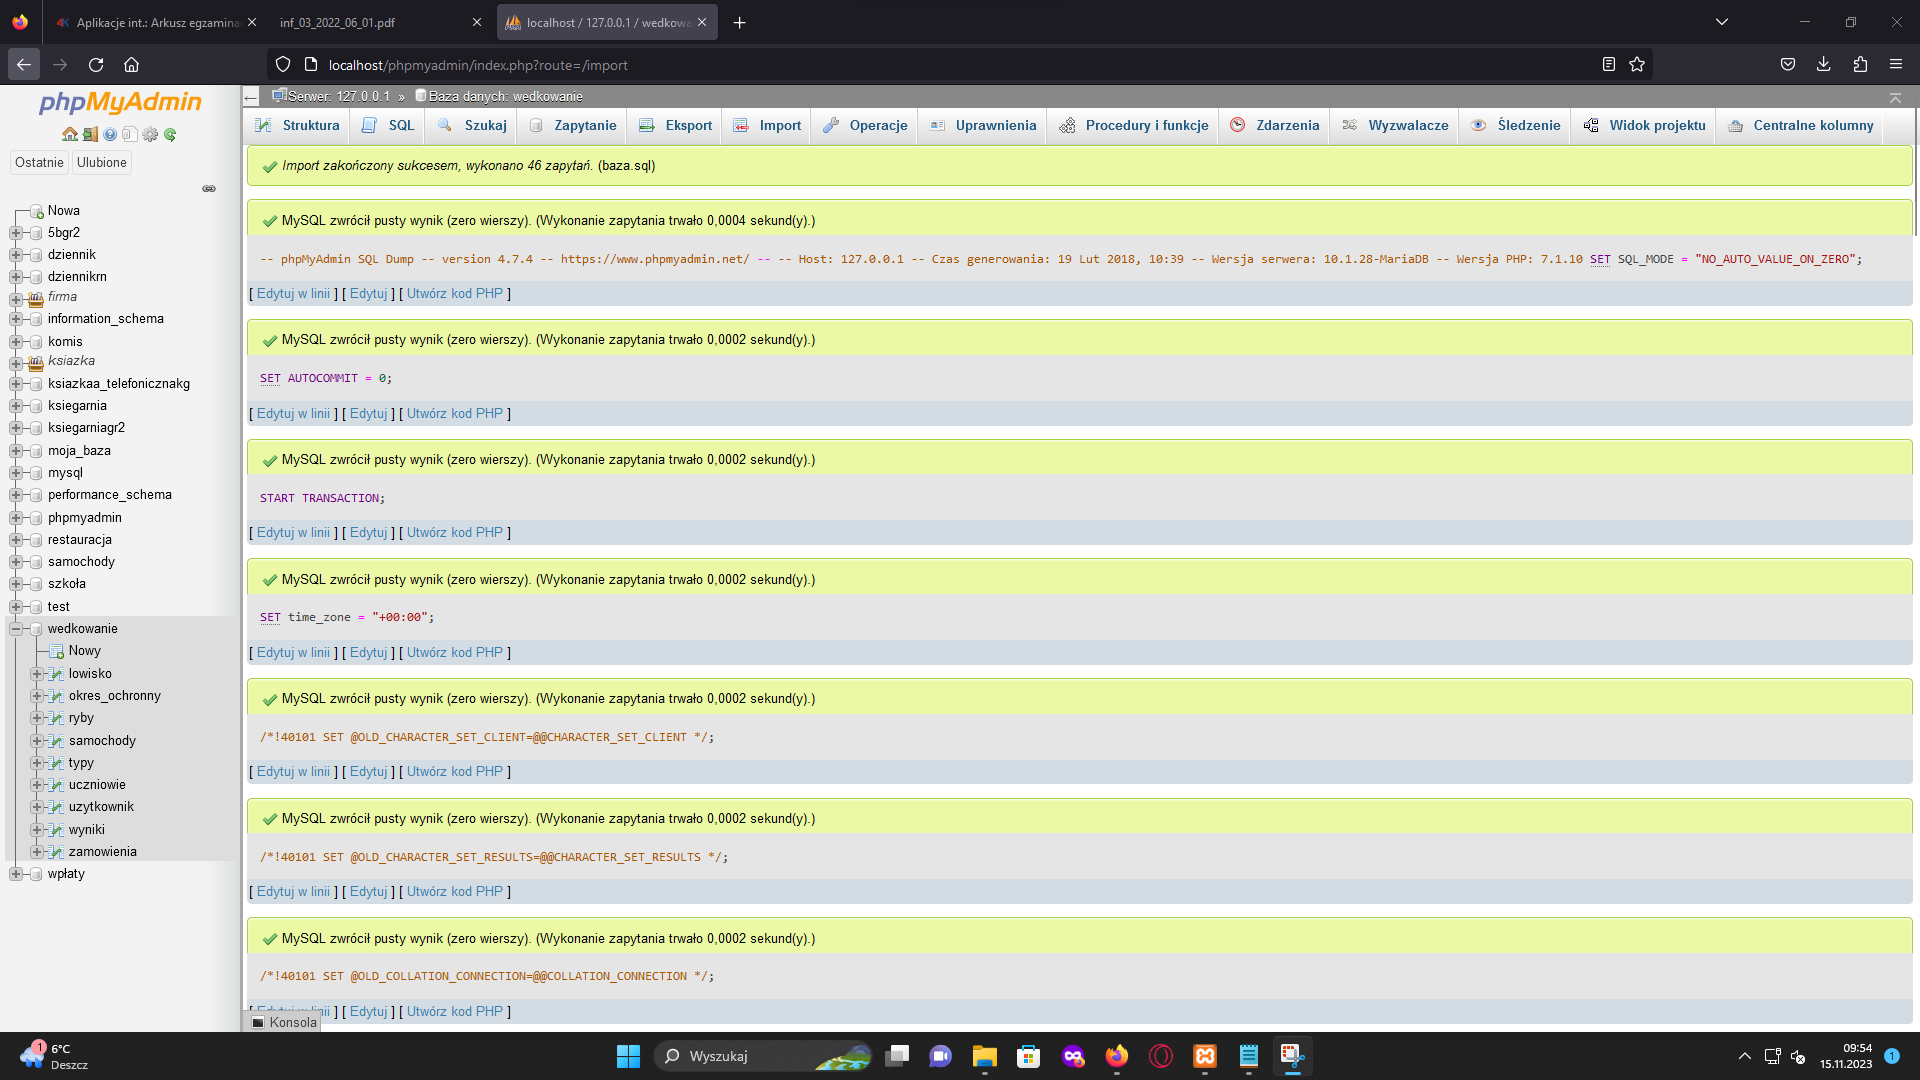 Aplikacje int.: Arkusz egzamina
inf_03_2022_06_01.pdf
localhost / 127.0.0.1 / wedkowa
localhost/phpmyadmin/index.php?route=/import
phpMyAdmin
Ostatnie
Ulubione
Nowa
5bgr2
dziennik
dziennikrn
firma
information_schema
komis
ksiazka
ksiazkaa_telefonicznakg
ksiegarnia
ksiegarniagr2
moja_baza
mysql
performance_schema
phpmyadmin
restauracja
samochody
szkoła
test
wedkowanie
Nowy
lowisko
okres_ochronny
ryby
samochody
typy
uczniowie
uzytkownik
wyniki
zamowienia
wpłaty
Serwer: 127.0.0.1 » Baza danych: wedkowanie
Struktura SQL Szukaj Zapytanie Eksport Import Operacje Uprawnienia Procedury i funkcje Zdarzenia Wyzwalacze Śledzenie Widok projektu Centralne kolumny
Import zakończony sukcesem, wykonano 46 zapytań. (baza.sql)
MySQL zwrócił pusty wynik (zero wierszy). (Wykonanie zapytania trwało 0,0004 sekund(y).)
-- phpMyAdmin SQL Dump -- version 4.7.4 -- https://www.phpmyadmin.net/ -- -- Host: 127.0.0.1 -- Czas generowania: 19 Lut 2018, 10:39 -- Wersja serwera: 10.1.28-MariaDB -- Wersja PHP: 7.1.10 SET SQL_MODE = "NO_AUTO_VALUE_ON_ZERO";
[ Edytuj w linii ] [ Edytuj ] [ Utwórz kod PHP ]
MySQL zwrócił pusty wynik (zero wierszy). (Wykonanie zapytania trwało 0,0002 sekund(y).)
SET AUTOCOMMIT = 0;
[ Edytuj w linii ] [ Edytuj ] [ Utwórz kod PHP ]
MySQL zwrócił pusty wynik (zero wierszy). (Wykonanie zapytania trwało 0,0002 sekund(y).)
START TRANSACTION;
[ Edytuj w linii ] [ Edytuj ] [ Utwórz kod PHP ]
MySQL zwrócił pusty wynik (zero wierszy). (Wykonanie zapytania trwało 0,0002 sekund(y).)
SET time_zone = "+00:00";
[ Edytuj w linii ] [ Edytuj ] [ Utwórz kod PHP ]
MySQL zwrócił pusty wynik (zero wierszy). (Wykonanie zapytania trwało 0,0002 sekund(y).)
/*!40101 SET @OLD_CHARACTER_SET_CLIENT=@@CHARACTER_SET_CLIENT */;
[ Edytuj w linii ] [ Edytuj ] [ Utwórz kod PHP ]
MySQL zwrócił pusty wynik (zero wierszy). (Wykonanie zapytania trwało 0,0002 sekund(y).)
/*!40101 SET @OLD_CHARACTER_SET_RESULTS=@@CHARACTER_SET_RESULTS */;
[ Edytuj w linii ] [ Edytuj ] [ Utwórz kod PHP ]
MySQL zwrócił pusty wynik (zero wierszy). (Wykonanie zapytania trwało 0,0002 sekund(y).)
/*!40101 SET @OLD_COLLATION_CONNECTION=@@COLLATION_CONNECTION */;
[ Edytuj w linii ] [ Edytuj ] [ Utwórz kod PHP ]
Konsola
1
6°C
Deszcz
Wyszukaj
09:54
15.11.2023
1